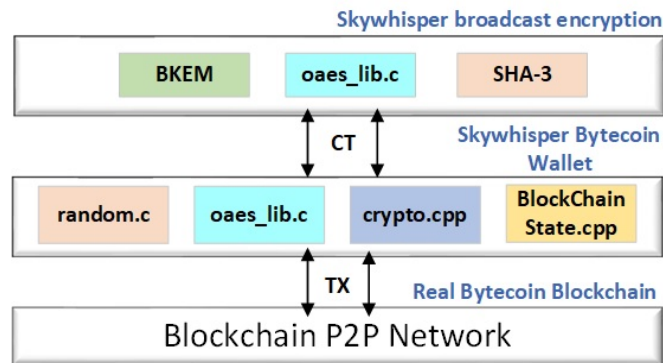 Skywhisper broadcast encryption
BKEM
oaes_lib.c
SHA-3
CT
Skywhisper Bytecoin
Wallet
random.c
oaes_lib.c
crypto.cpp
BlockChain
State.cpp
TX
Real Bytecoin Blockchain
Blockchain P2P Network